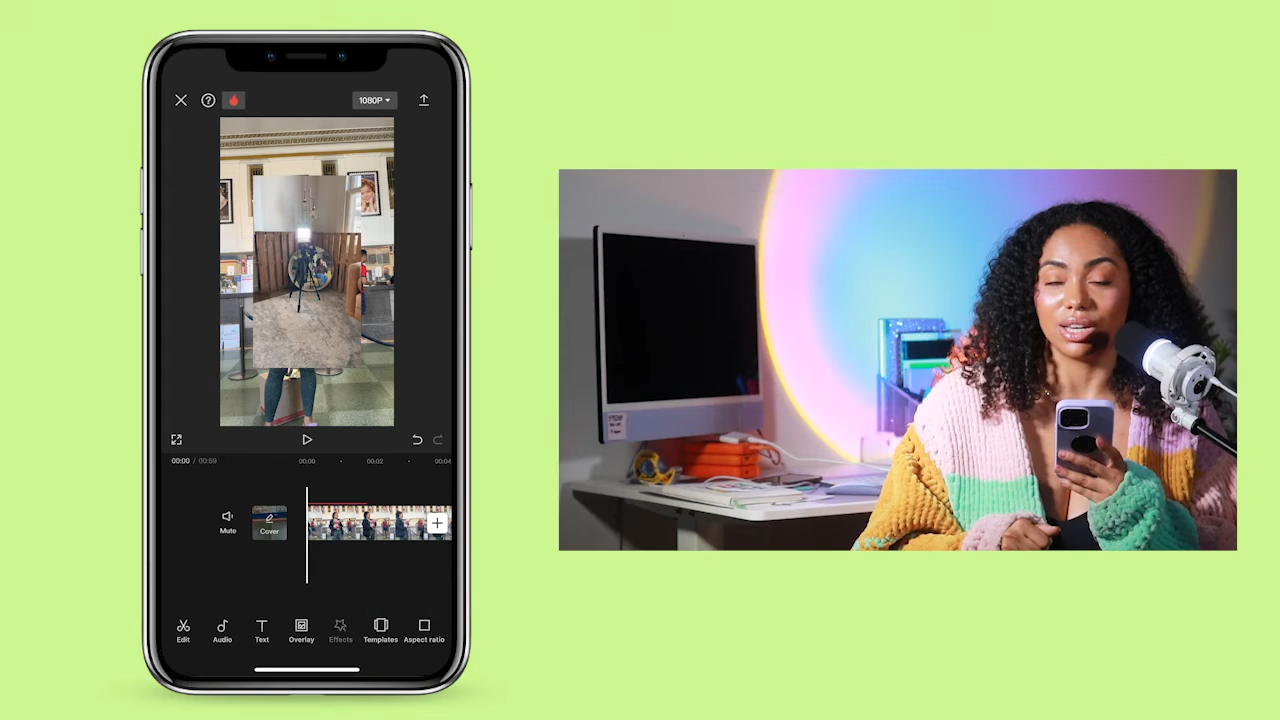 1080P
00:00 / 00:59
00:00
00:02
00:04
Mute
Cover
Edit
Audio
Text
Overlay
Effects
Templates
Aspect ratio